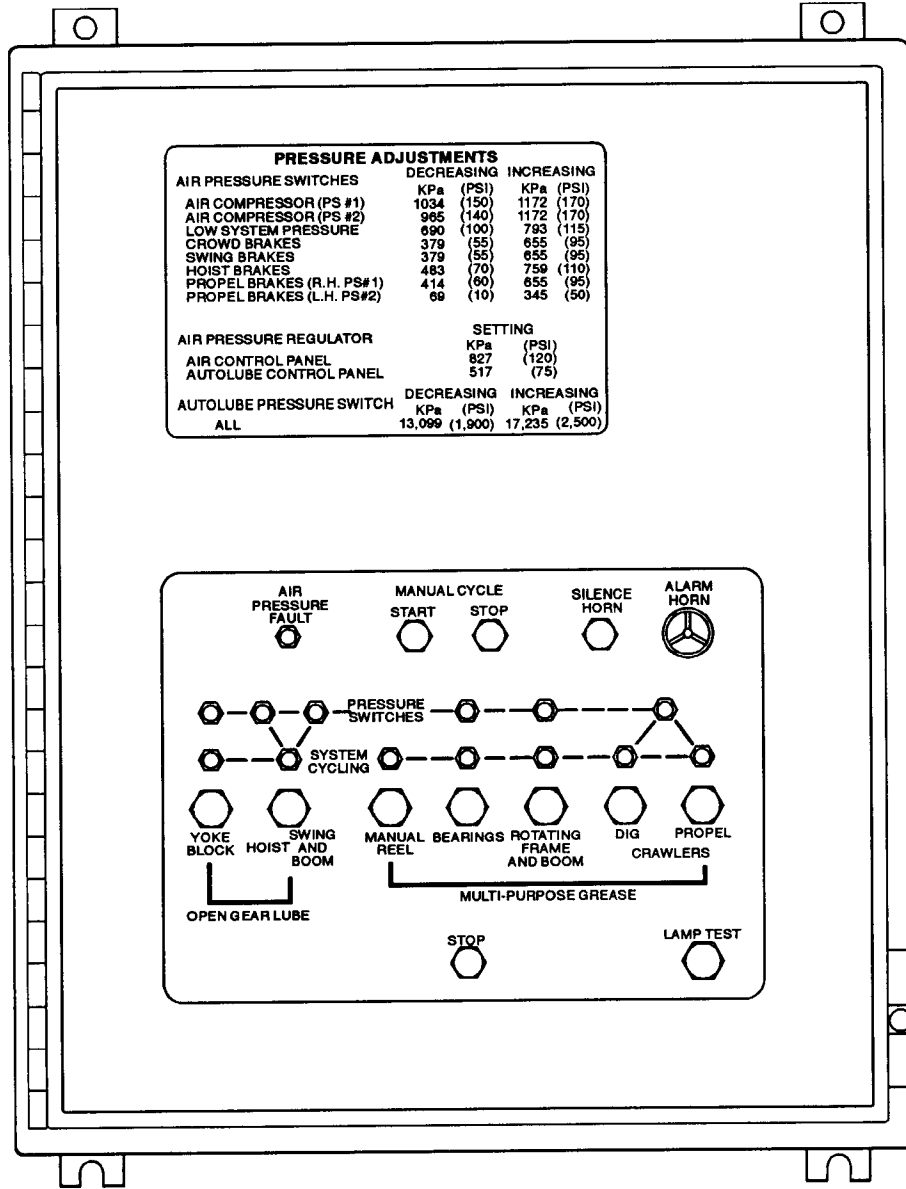 PRESSURE ADJUSTMENTS
AIR PRESSURE SWITCHES DECREASING INCREASING
KPa (PSI) KPa (PSI)
AIR COMPRESSOR (PS #1) 1034 (150) 1172 (170)
AIR COMPRESSOR (PS #2) 965 (140) 1172 (170)
LOW SYSTEM PRESSURE 690 (100) 793 (115)
CROWD BRAKES 379 (55) 655 (95)
SWING BRAKES 379 (55) 655 (95)
HOIST BRAKES 483 (70) 759 (110)
PROPEL BRAKES (R.H. PS#1) 414 (60) 655 (95)
PROPEL BRAKES (L.H. PS#2) 69 (10) 345 (50)
AIR PRESSURE REGULATOR SETTING
KPa (PSI)
AIR CONTROL PANEL 827 (120)
AUTOLUBE CONTROL PANEL 517 (75)
AUTOLUBE PRESSURE SWITCH DECREASING INCREASING
KPa (PSI) KPa (PSI)
ALL 13,099 (1,900) 17,235 (2,500)
AIR
PRESSURE
FAULT
MANUAL CYCLE
START STOP
SILENCE
HORN
ALARM
HORN
PRESSURE
SWITCHES
SYSTEM
CYCLING
YOKE
BLOCK
HOIST
SWING
AND
BOOM
MANUAL
REEL
BEARINGS
ROTATING
FRAME
AND BOOM
DIG
PROPEL
CRAWLERS
OPEN GEAR LUBE
MULTI-PURPOSE GREASE
STOP
LAMP TEST